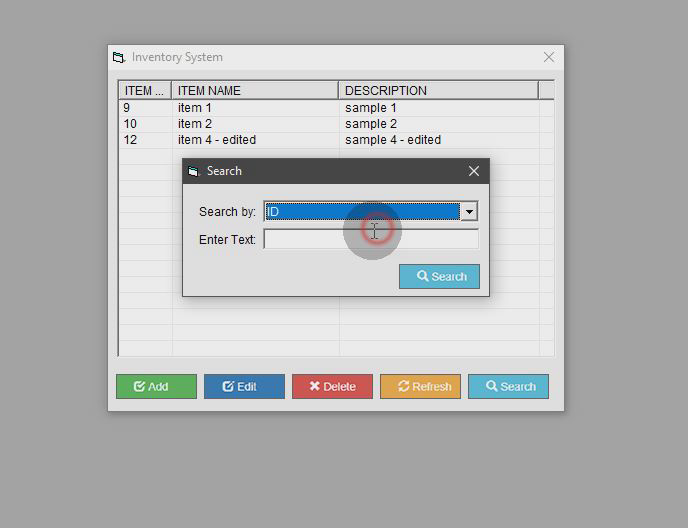 Inventory System
ITEM ... ITEM NAME DESCRIPTION
9 item 1 sample 1
10 item 2 sample 2
12 item 4 - edited sample 4 - edited
Search
Search by: ID
Enter Text:
Search
Add Edit Delete Refresh Search